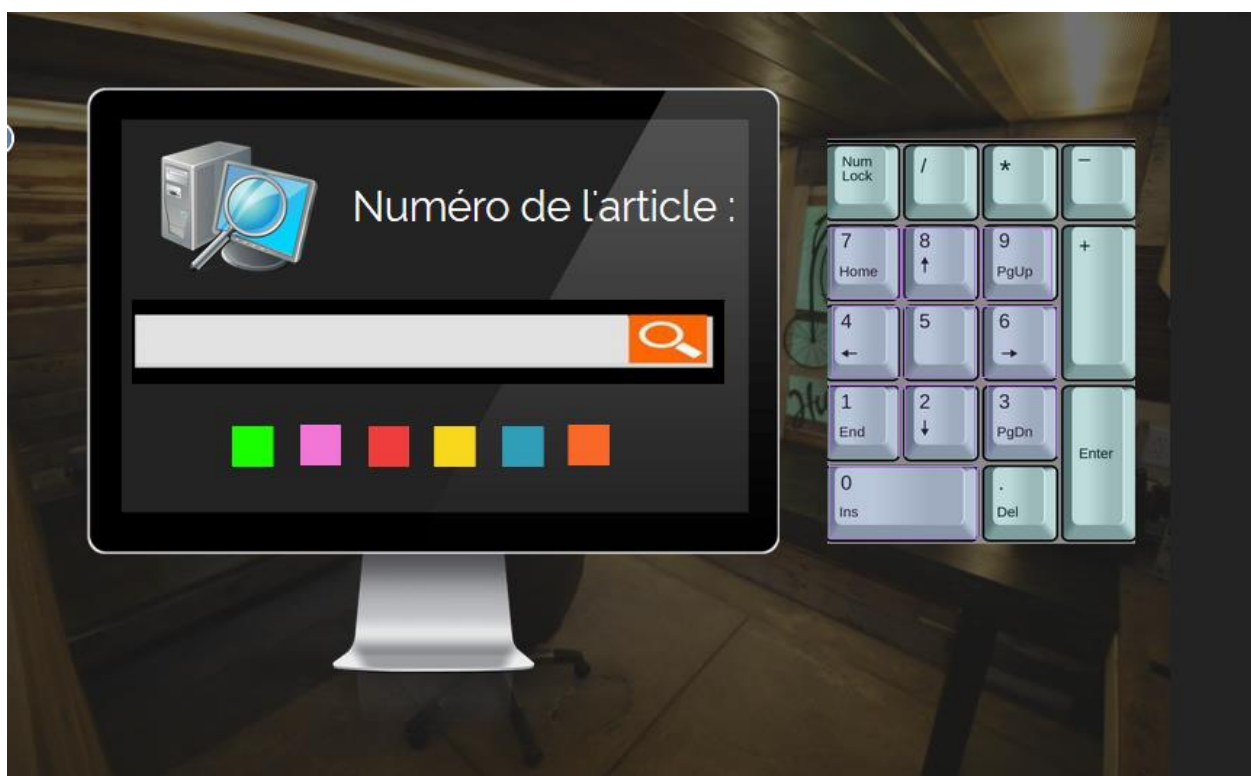 Numéro de l'article :
Num
Lock
/
*
−
7
Home
8
↑
9
PgUp
+
4
←
5
6
→
1
End
2
↓
3
PgDn
Enter
0
Ins
.
Del